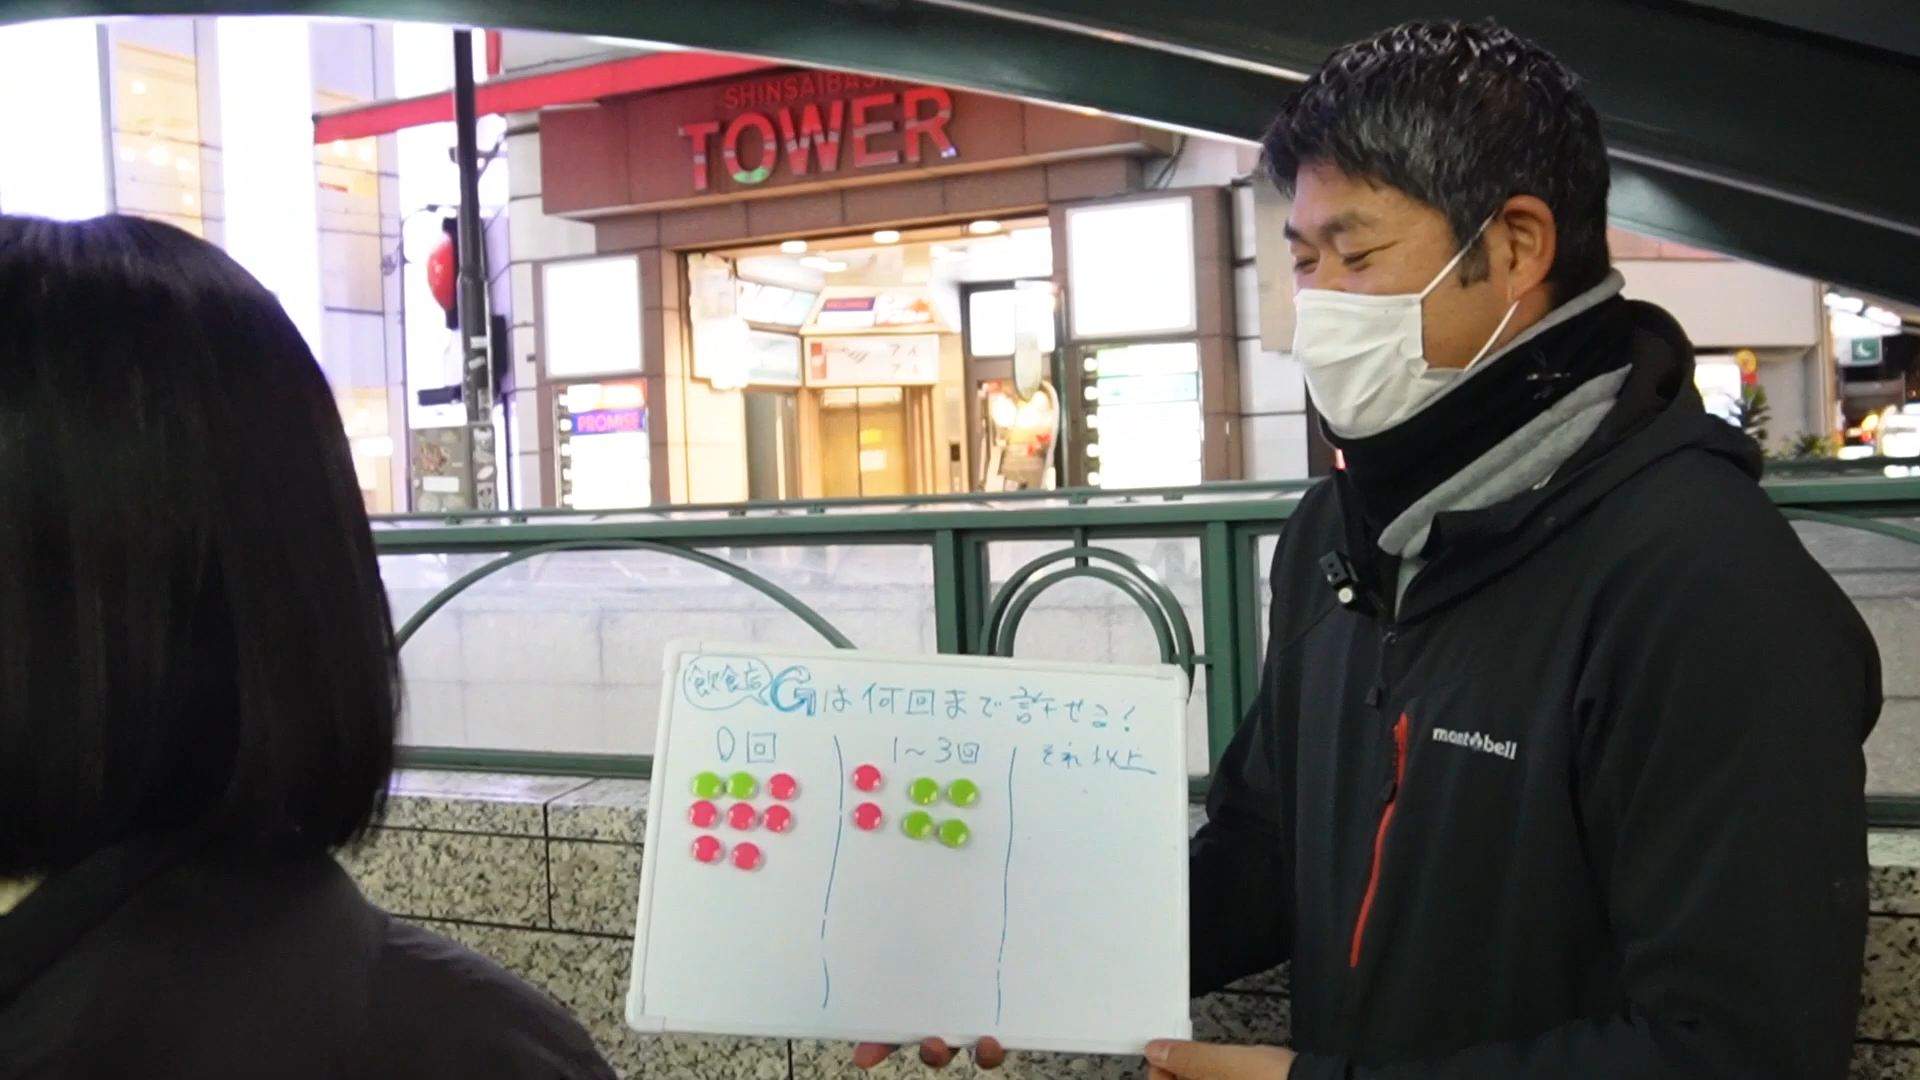 SHINSAIBASHI
TOWER
PROMISE
飲食店 Gは何回まで許せる!
0回
1〜3回
それ以上
mont bell